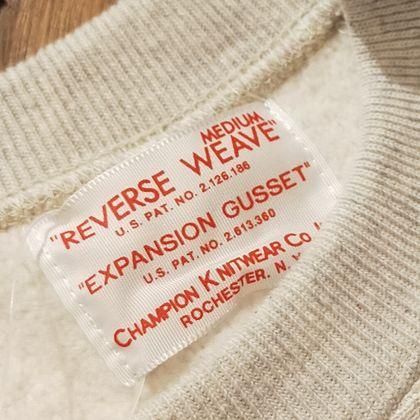 MEDIUM
"REVERSE WEAVE"
U.S. PAT. NO. 2.126.186
"EXPANSION GUSSET"
U.S. PAT. NO. 2.613.360
CHAMPION KNITWEAR CO.
ROCHESTER, N.Y.